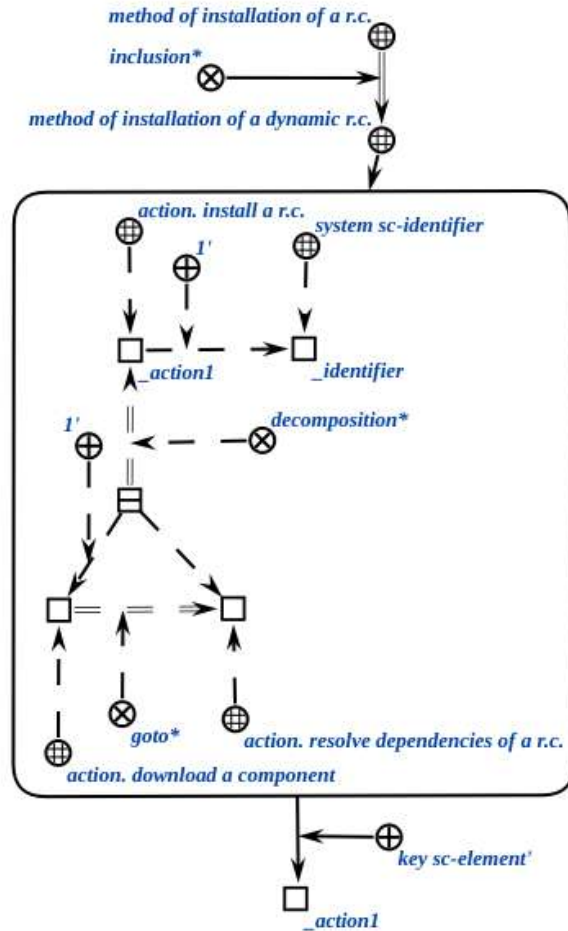 method of installation of a r.c.
inclusion*
method of installation of a dynamic r.c.
action. install a r.c.
system sc-identifier
1'
_action1
_identifier
1'
decomposition*
goto*
action. resolve dependencies of a r.c.
action. download a component
key sc-element'
_action1